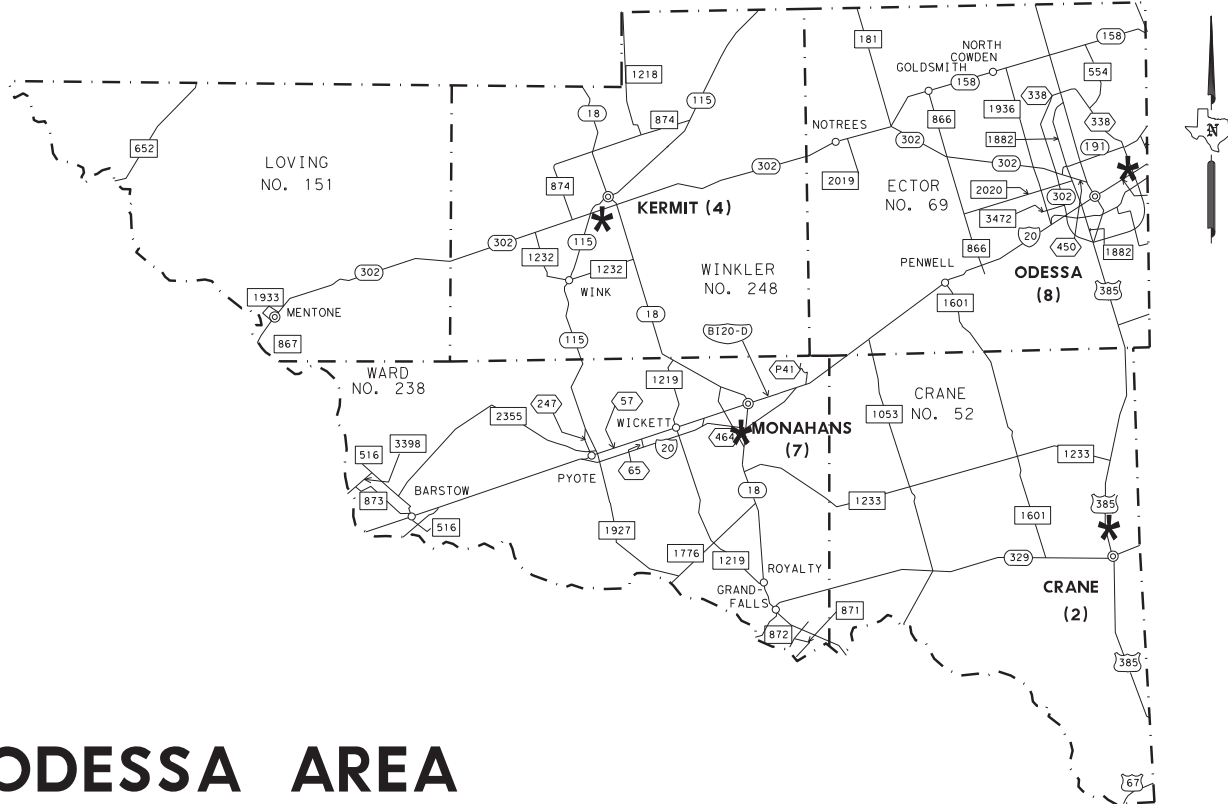 158
181
NORTH
COWDEN
GOLDSMITH
158
554
1218
18
115
874
338
1936
866
338
NOTREES
302
1882
191
652
LOVING
NO. 151
302
302
2019
874
ECTOR
NO. 69
2020
302
KERMIT (4)
3472
20
115
302
866
450
1882
1232
1232
WINKLER
NO. 248
PENWELL
ODESSA
(8)
302
WINK
385
1933
MENTONE
1601
18
BI20-D
867
115
WARD
NO. 238
P41
1219
CRANE
NO. 52
247
57
2355
WICKETT
1053
464
MONAHANS
(7)
3398
516
20
65
PYOTE
1233
BARSTOW
18
873
1233
385
516
1601
1927
1776
1219
329
ROYALTY
GRAND-
FALLS
CRANE
(2)
871
872
385
ODESSA AREA
67
N